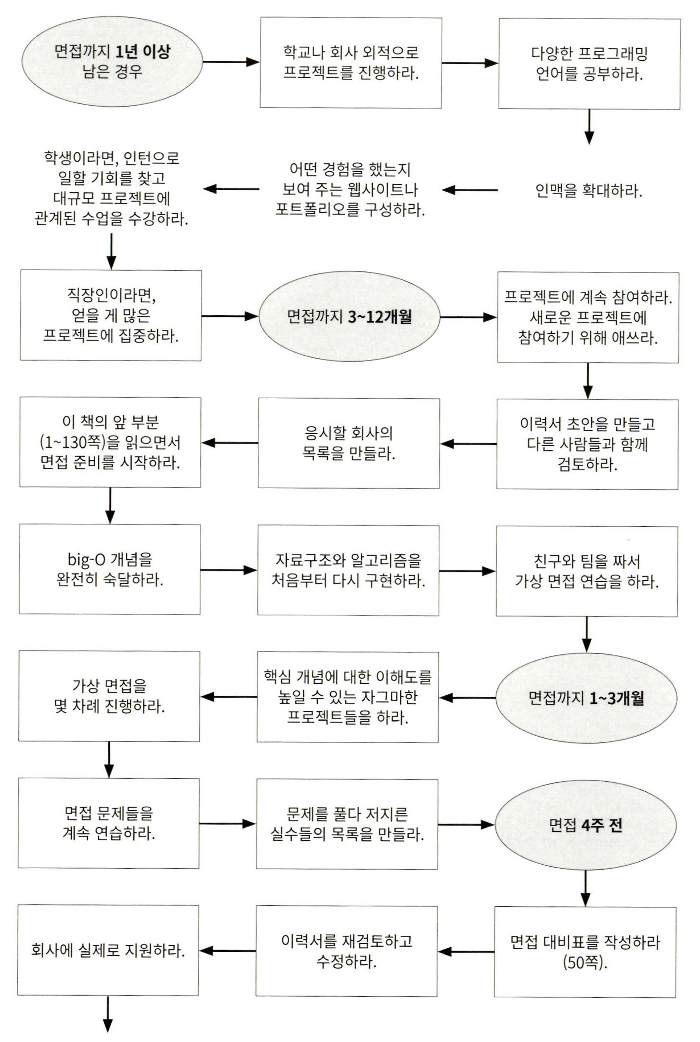 면접까지 1년 이상
남은 경우
학교나 회사 외적으로
프로젝트를 진행하라.
다양한 프로그래밍
언어를 공부하라.
인맥을 확대하라.
어떤 경험을 했는지
보여 주는 웹사이트나
포트폴리오를 구성하라.
학생이라면, 인턴으로
일할 기회를 찾고
대규모 프로젝트에
관계된 수업을 수강하라.
직장인이라면,
얻을 게 많은
프로젝트에 집중하라.
면접까지 3~12개월
프로젝트에 계속 참여하라.
새로운 프로젝트에
참여하기 위해 애쓰라.
이력서 초안을 만들고
다른 사람들과 함께
검토하라.
응시할 회사의
목록을 만들라.
이 책의 앞 부분
(1~130쪽)을 읽으면서
면접 준비를 시작하라.
big-O 개념을
완전히 숙달하라.
자료구조와 알고리즘을
처음부터 다시 구현하라.
친구와 팀을 짜서
가상 면접 연습을 하라.
면접까지 1~3개월
핵심 개념에 대한 이해도를
높일 수 있는 자그마한
프로젝트들을 하라.
가상 면접을
몇 차례 진행하라.
면접 문제들을
계속 연습하라.
문제를 풀다 저지른
실수들의 목록을 만들라.
면접 4주 전
면접 대비표를 작성하라
(50쪽).
이력서를 재검토하고
수정하라.
회사에 실제로 지원하라.